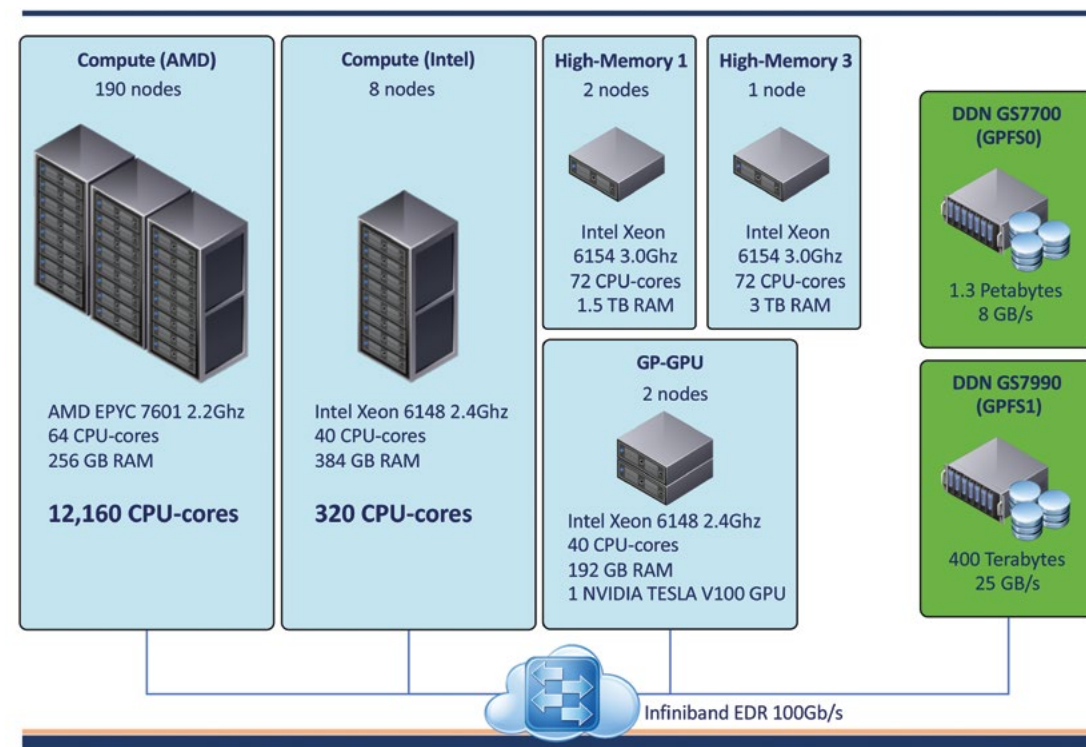 Compute (AMD)
190 nodes
AMD EPYC 7601 2.2Ghz
64 CPU-cores
256 GB RAM
12,160 CPU-cores
Compute (Intel)
8 nodes
Intel Xeon 6148 2.4Ghz
40 CPU-cores
384 GB RAM
320 CPU-cores
High-Memory 1
2 nodes
Intel Xeon
6154 3.0Ghz
72 CPU-cores
1.5 TB RAM
High-Memory 3
1 node
Intel Xeon
6154 3.0Ghz
72 CPU-cores
3 TB RAM
GP-GPU
2 nodes
Intel Xeon 6148 2.4Ghz
40 CPU-cores
192 GB RAM
1 NVIDIA TESLA V100 GPU
DDN GS7700
(GPFS0)
1.3 Petabytes
8 GB/s
DDN GS7990
(GPFS1)
400 Terabytes
25 GB/s
Infiniband EDR 100Gb/s